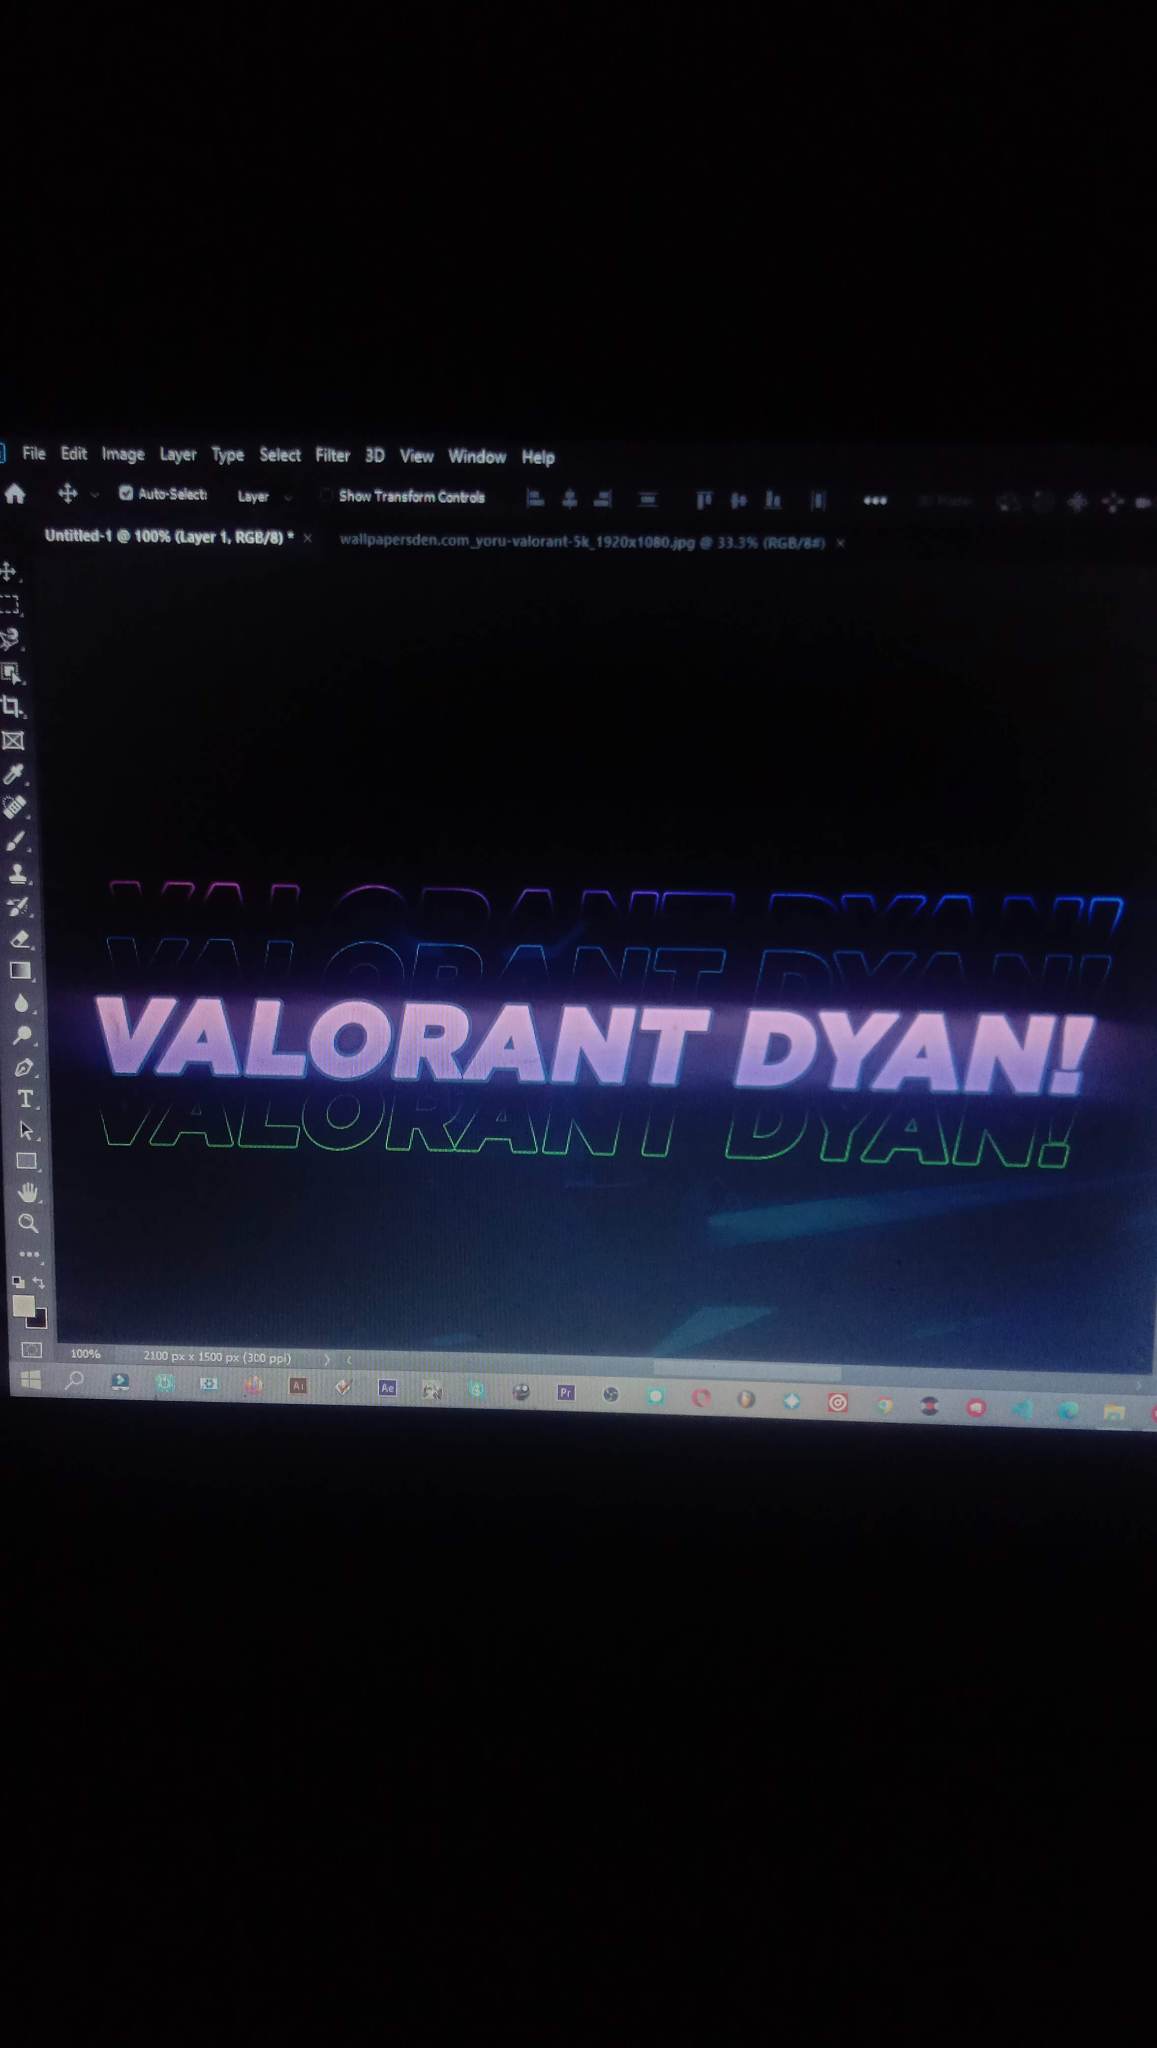 File Edit Image Layer Type Select Filter 3D View Window Help
Auto-Select: Layer Show Transform Controls
Untitled-1 @ 100% (Layer 1, RGB/8) * × wallpapersden.com_yoru-valorant-5k_1920x1080.jpg @ 33.3% (RGB/8#) ×
VALORANT DYAN!
VALORANT DYAN!
VALORANT DYAN!
VALORANT DYAN!
100% 2100 px x 1500 px (300 ppi)
Ai Ae Pr